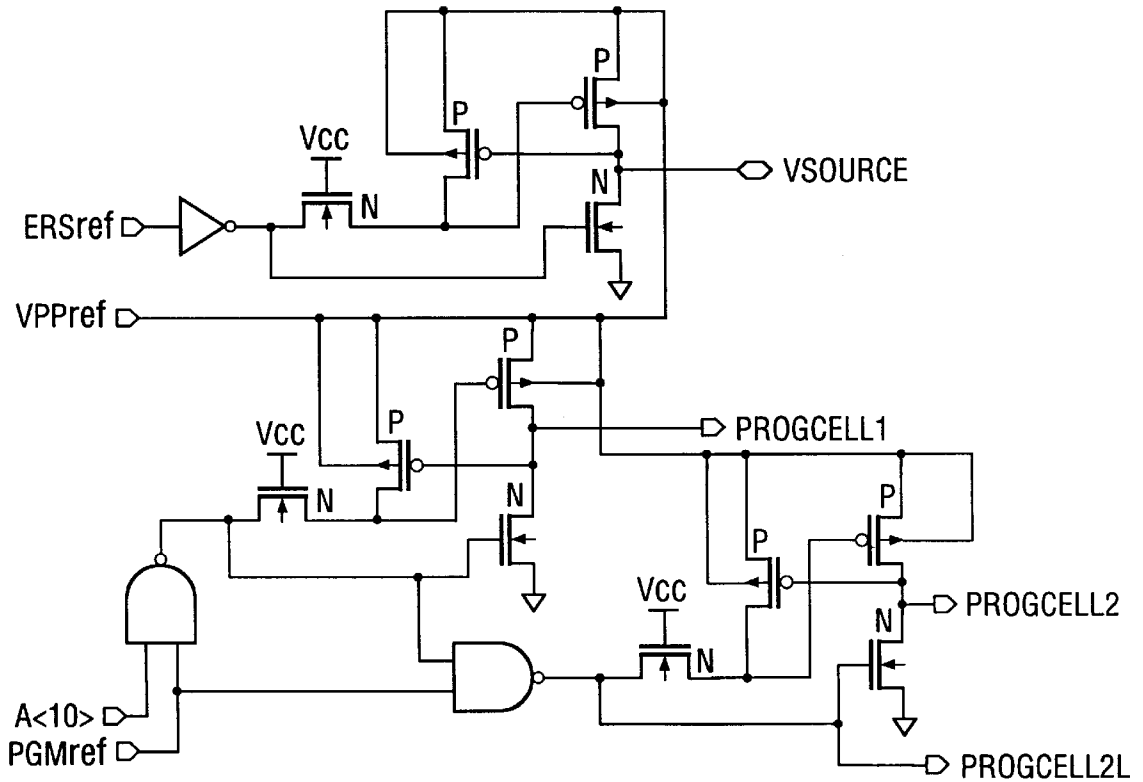 P
P
VCC
N
VSOURCE
N
ERSref
VPPref
P
P
PROGCELL1
VCC
N
N
P
P
VCC
PROGCELL2
N
N
A<10>
PGMref
PROGCELL2L